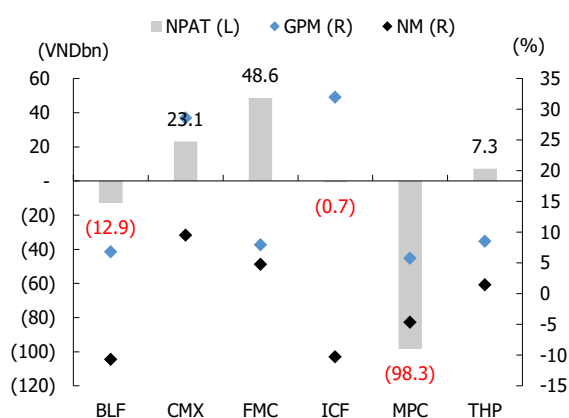 NPAT (L) GPM (R) NM (R)
(VNDbn) (%)
60 35
40 30
20 25
- 20
(20) 15
(40) 10
(60) 5
(80) 0
(100) -5
(120) -10
-15
(12.9) 23.1 48.6 (0.7) (98.3) 7.3
BLF CMX FMC ICF MPC THP